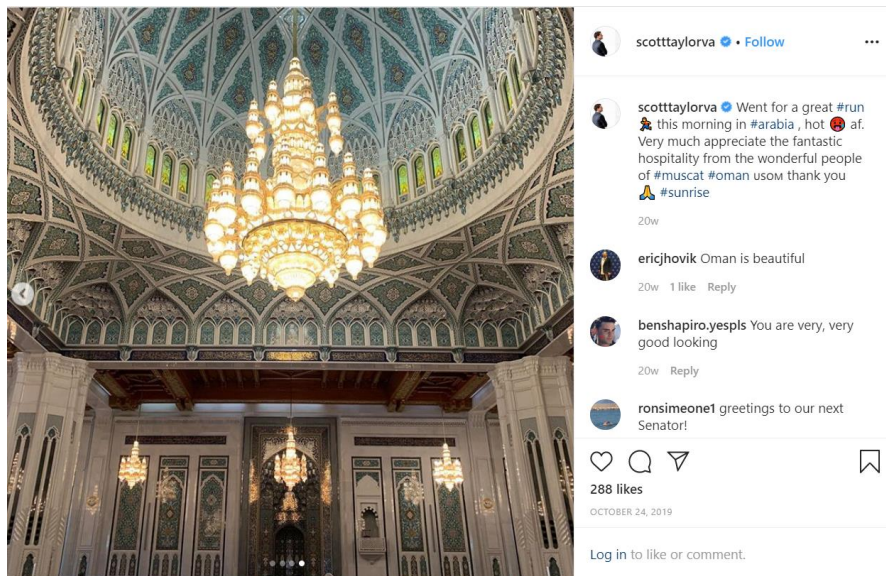 scotttaylorva • Follow
scotttaylorva Went for a great #run
🏃 this morning in #arabia , hot 🥵 af.
Very much appreciate the fantastic
hospitality from the wonderful people
of #muscat #oman ᴜsᴏᴍ thank you
🙏 #sunrise
20w
ericjhovik Oman is beautiful
20w 1 like Reply
benshapiro.yespls You are very, very
good looking
20w Reply
ronsimeone1 greetings to our next
Senator!
288 likes
OCTOBER 24, 2019
Log in to like or comment.